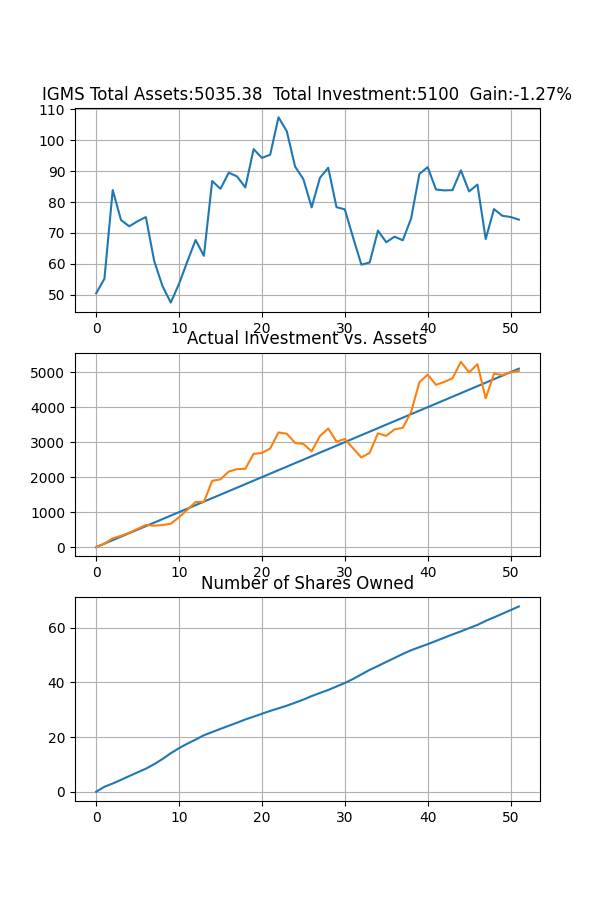 IGMS Total Assets:5035.38  Total Investment:5100  Gain:-1.27%
110
100
90
80
70
60
50
0 10 20 30 40 50
Actual Investment vs. Assets
5000
4000
3000
2000
1000
0
0 10 20 30 40 50
Number of Shares Owned
60
40
20
0
0 10 20 30 40 50